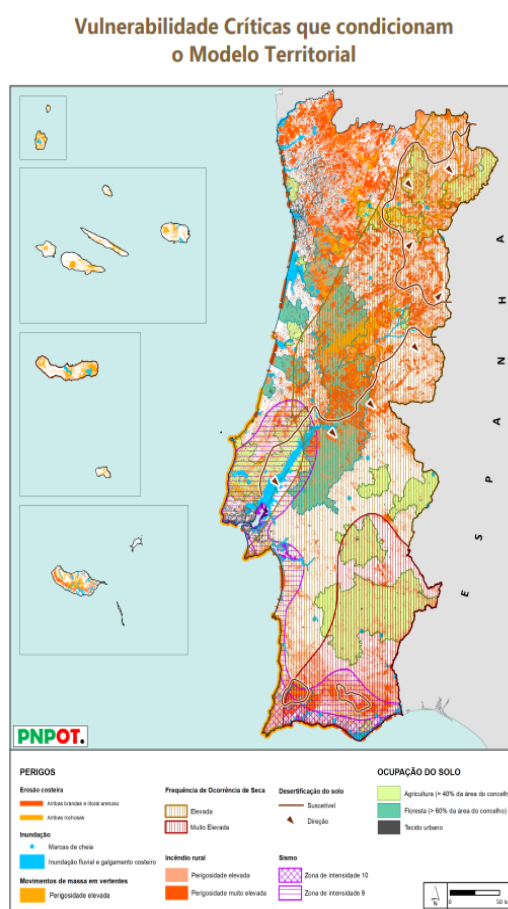 Vulnerabilidade Críticas que condicionam
o Modelo Territorial
E S P A N H A
PNPOT.
PERIGOS
Erosão costeira
Arribas brandas e litoral arenoso
Arribas rochosas
Inundação
Marcas de cheia
Inundação fluvial e galgamento costeiro
Movimentos de massa em vertentes
Perigosidade elevada
Frequência de Ocorrência de Seca
Elevada
Muito Elevada
Incêndio rural
Perigosidade elevada
Perigosidade muito elevada
Desertificação do solo
Suscetível
Direção
Sismo
Zona de intensidade 10
Zona de intensidade 9
OCUPAÇÃO DO SOLO
Agricultura (> 40% da área do concelho)
Floresta (> 60% da área do concelho)
Tecido urbano
N
0 50 km